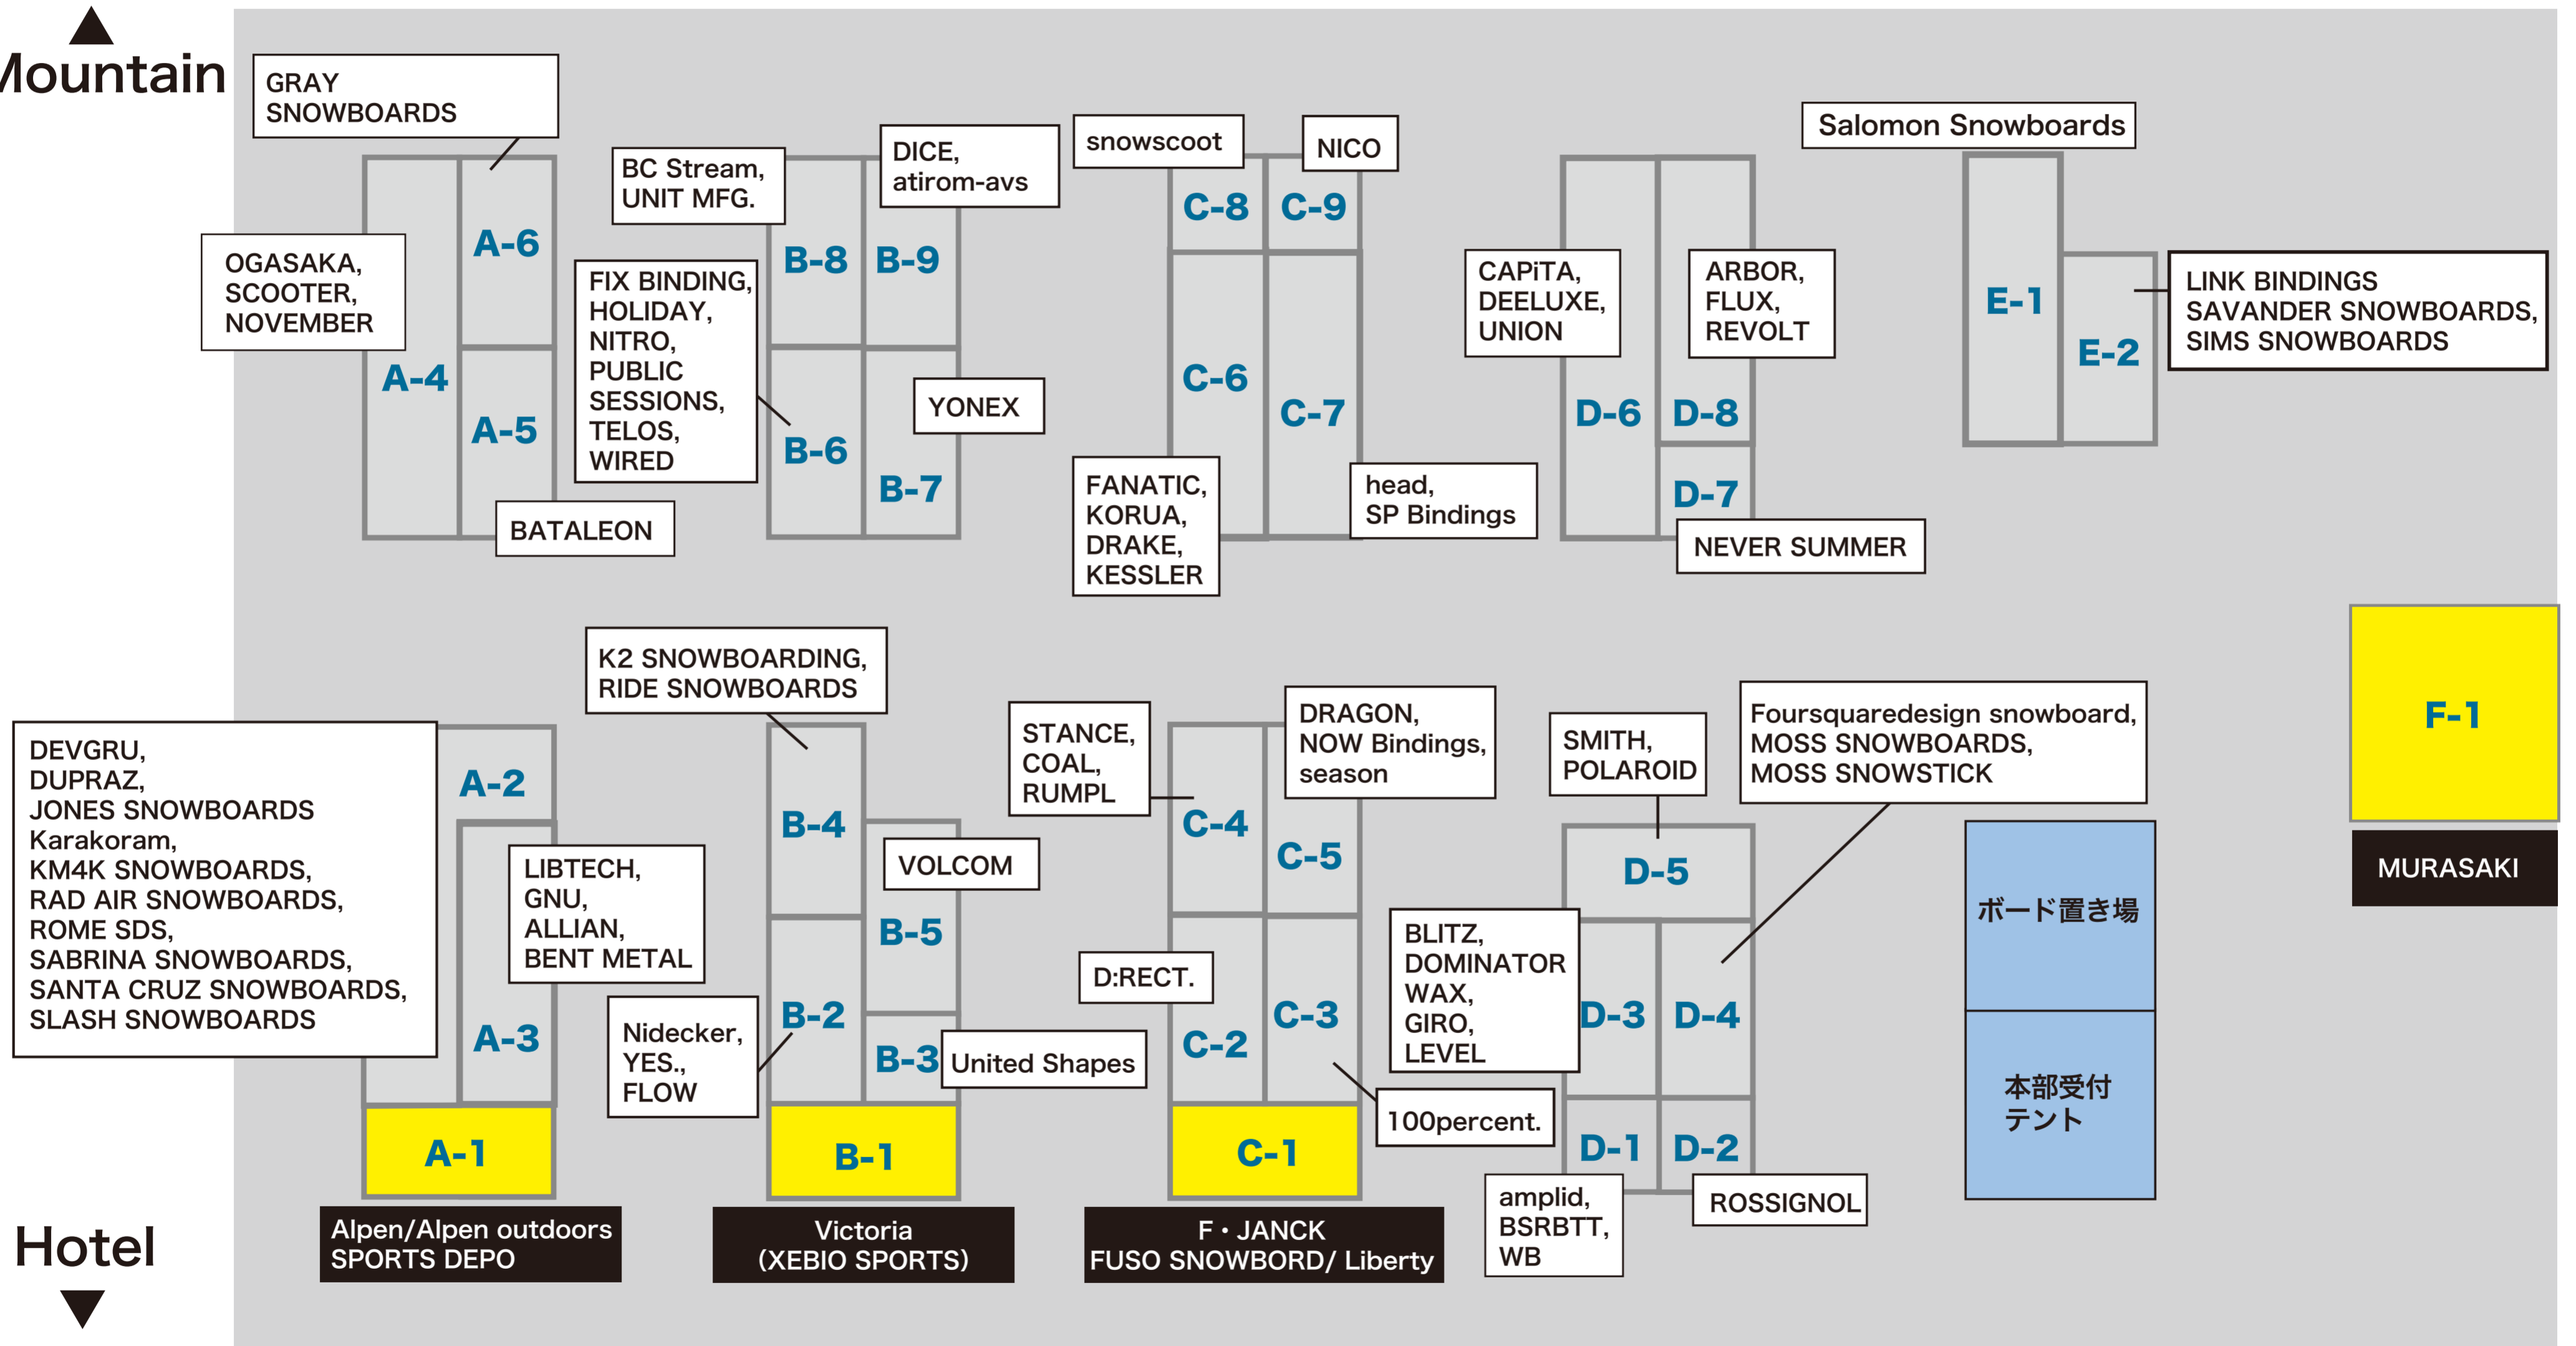 Mountain
GRAY
SNOWBOARDS
OGASAKA,
SCOOTER,
NOVEMBER
A-6
A-4
A-5
BATALEON
BC Stream,
UNIT MFG.
DICE,
atirom-avs
B-8
B-9
FIX BINDING,
HOLIDAY,
NITRO,
PUBLIC
SESSIONS,
TELOS,
WIRED
B-6
B-7
YONEX
snowscoot
NICO
C-8
C-9
C-6
C-7
FANATIC,
KORUA,
DRAKE,
KESSLER
head,
SP Bindings
CAPiTA,
DEELUXE,
UNION
ARBOR,
FLUX,
REVOLT
D-6
D-8
D-7
NEVER SUMMER
Salomon Snowboards
E-1
E-2
LINK BINDINGS
SAVANDER SNOWBOARDS,
SIMS SNOWBOARDS
F-1
MURASAKI
DEVGRU,
DUPRAZ,
JONES SNOWBOARDS
Karakoram,
KM4K SNOWBOARDS,
RAD AIR SNOWBOARDS,
ROME SDS,
SABRINA SNOWBOARDS,
SANTA CRUZ SNOWBOARDS,
SLASH SNOWBOARDS
A-2
LIBTECH,
GNU,
ALLIAN,
BENT METAL
A-3
A-1
Alpen/Alpen outdoors
SPORTS DEPO
K2 SNOWBOARDING,
RIDE SNOWBOARDS
B-4
VOLCOM
B-5
B-2
Nidecker,
YES.,
FLOW
B-3
United Shapes
B-1
Victoria
(XEBIO SPORTS)
STANCE,
COAL,
RUMPL
DRAGON,
NOW Bindings,
season
C-4
C-5
D:RECT.
C-2
C-3
100percent.
C-1
F・JANCK
FUSO SNOWBORD/ Liberty
SMITH,
POLAROID
Foursquaredesign snowboard,
MOSS SNOWBOARDS,
MOSS SNOWSTICK
D-5
BLITZ,
DOMINATOR
WAX,
GIRO,
LEVEL
D-3
D-4
D-1
D-2
amplid,
BSRBTT,
WB
ROSSIGNOL
ボード置き場
本部受付
テント
Hotel